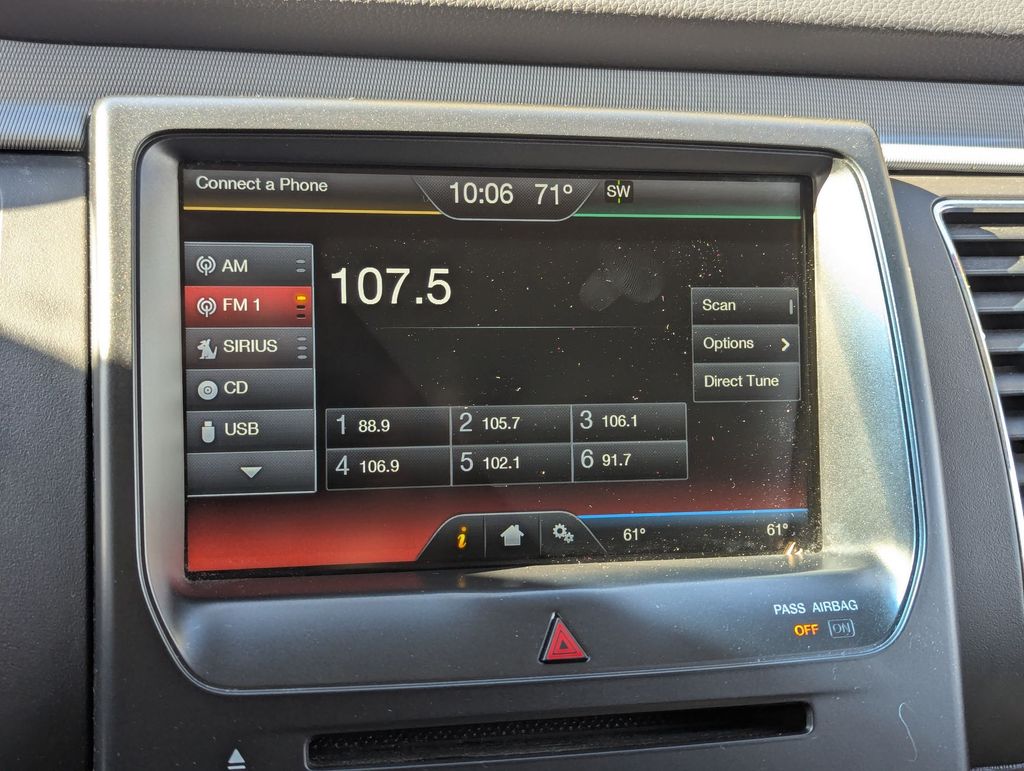 Connect a Phone
10:06 71° SW
AM
FM 1
SIRIUS
CD
USB
107.5
Scan
Options
Direct Tune
1 88.9 2 105.7 3 106.1
4 106.9 5 102.1 6 91.7
i
61° 61°
PASS AIRBAG
OFF ON